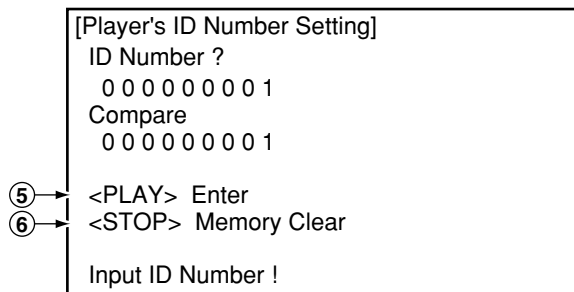 [Player's ID Number Setting]
ID Number ?
0 0 0 0 0 0 0 0 1
Compare
0 0 0 0 0 0 0 0 1
5 <PLAY> Enter
6 <STOP> Memory Clear
Input ID Number !